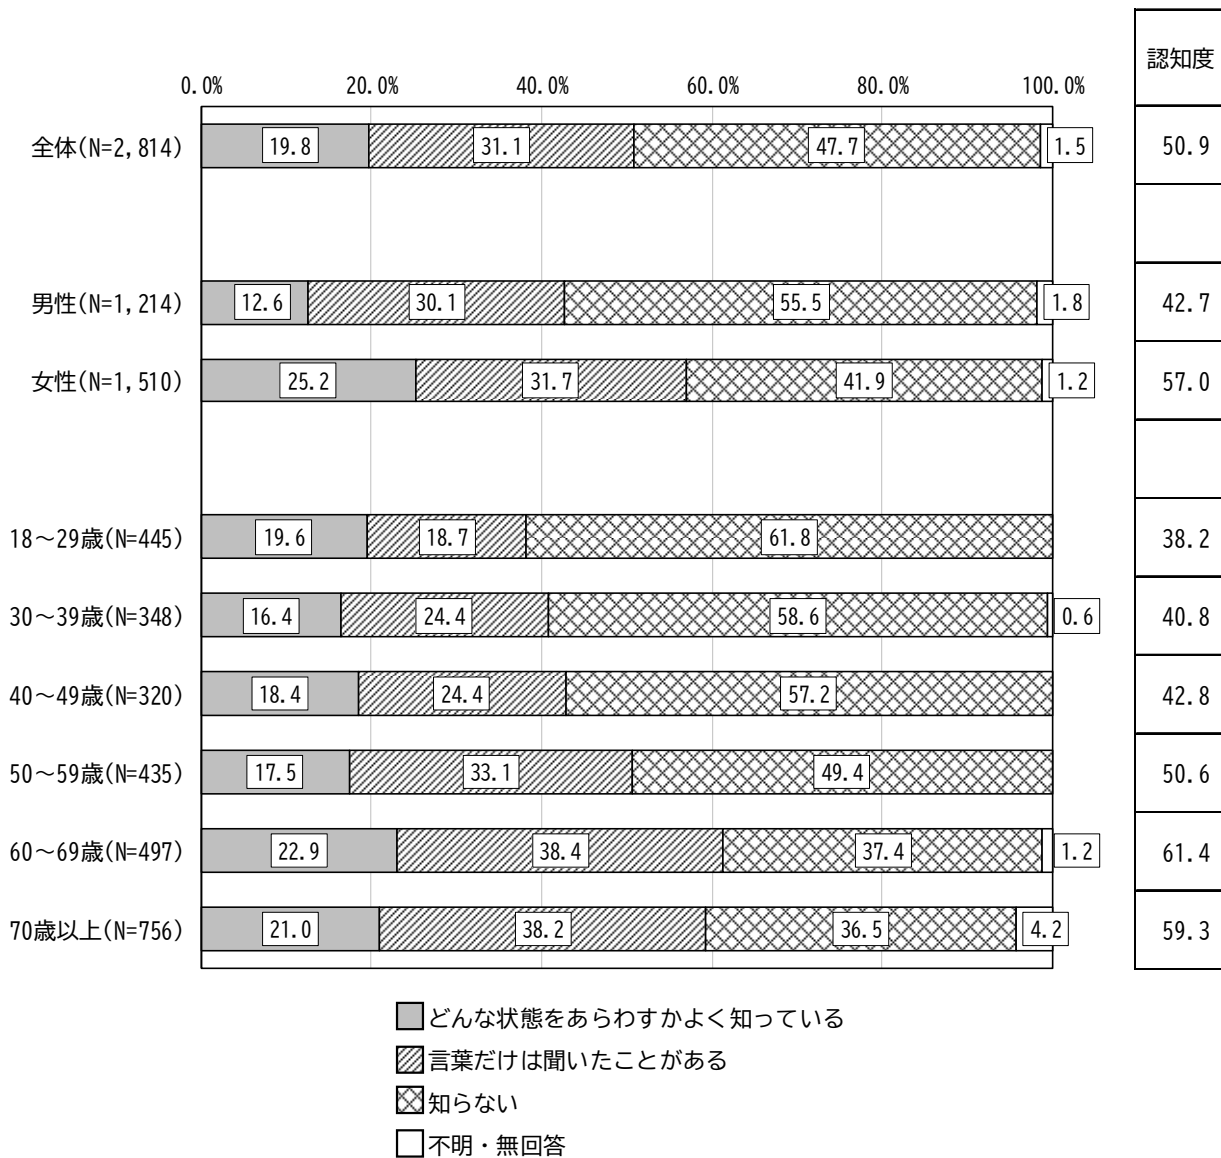 認知度
0.0% 20.0% 40.0% 60.0% 80.0% 100.0%
全体(N=2,814) 19.8 31.1 47.7 1.5 50.9
男性(N=1,214) 12.6 30.1 55.5 1.8 42.7
女性(N=1,510) 25.2 31.7 41.9 1.2 57.0
18～29歳(N=445) 19.6 18.7 61.8 38.2
30～39歳(N=348) 16.4 24.4 58.6 0.6 40.8
40～49歳(N=320) 18.4 24.4 57.2 42.8
50～59歳(N=435) 17.5 33.1 49.4 50.6
60～69歳(N=497) 22.9 38.4 37.4 1.2 61.4
70歳以上(N=756) 21.0 38.2 36.5 4.2 59.3
どんな状態をあらわすかよく知っている
言葉だけは聞いたことがある
知らない
不明・無回答